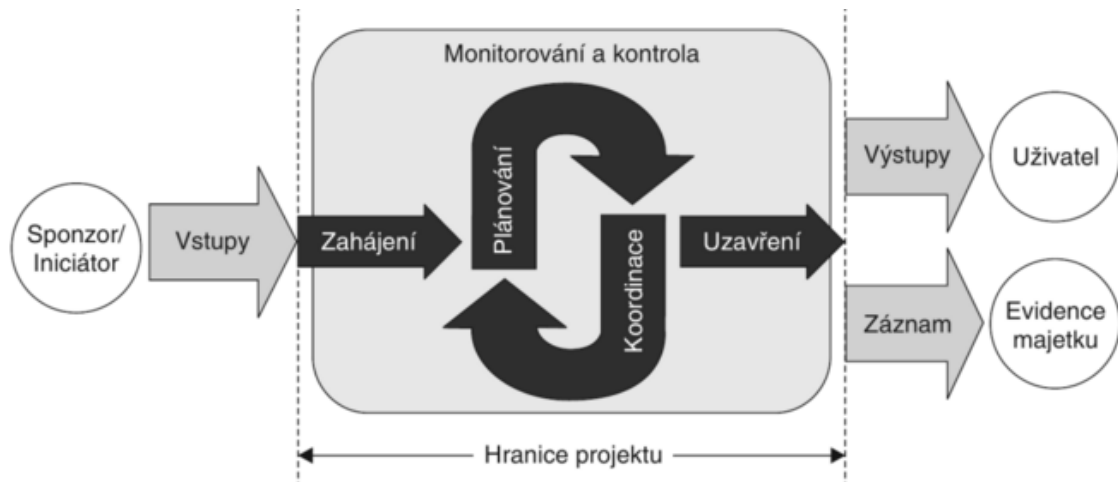 Monitorování a kontrola
Sponzor/
Iniciátor
Vstupy
Zahájení
Plánování
Koordinace
Uzavření
Výstupy
Uživatel
Záznam
Evidence
majetku
Hranice projektu